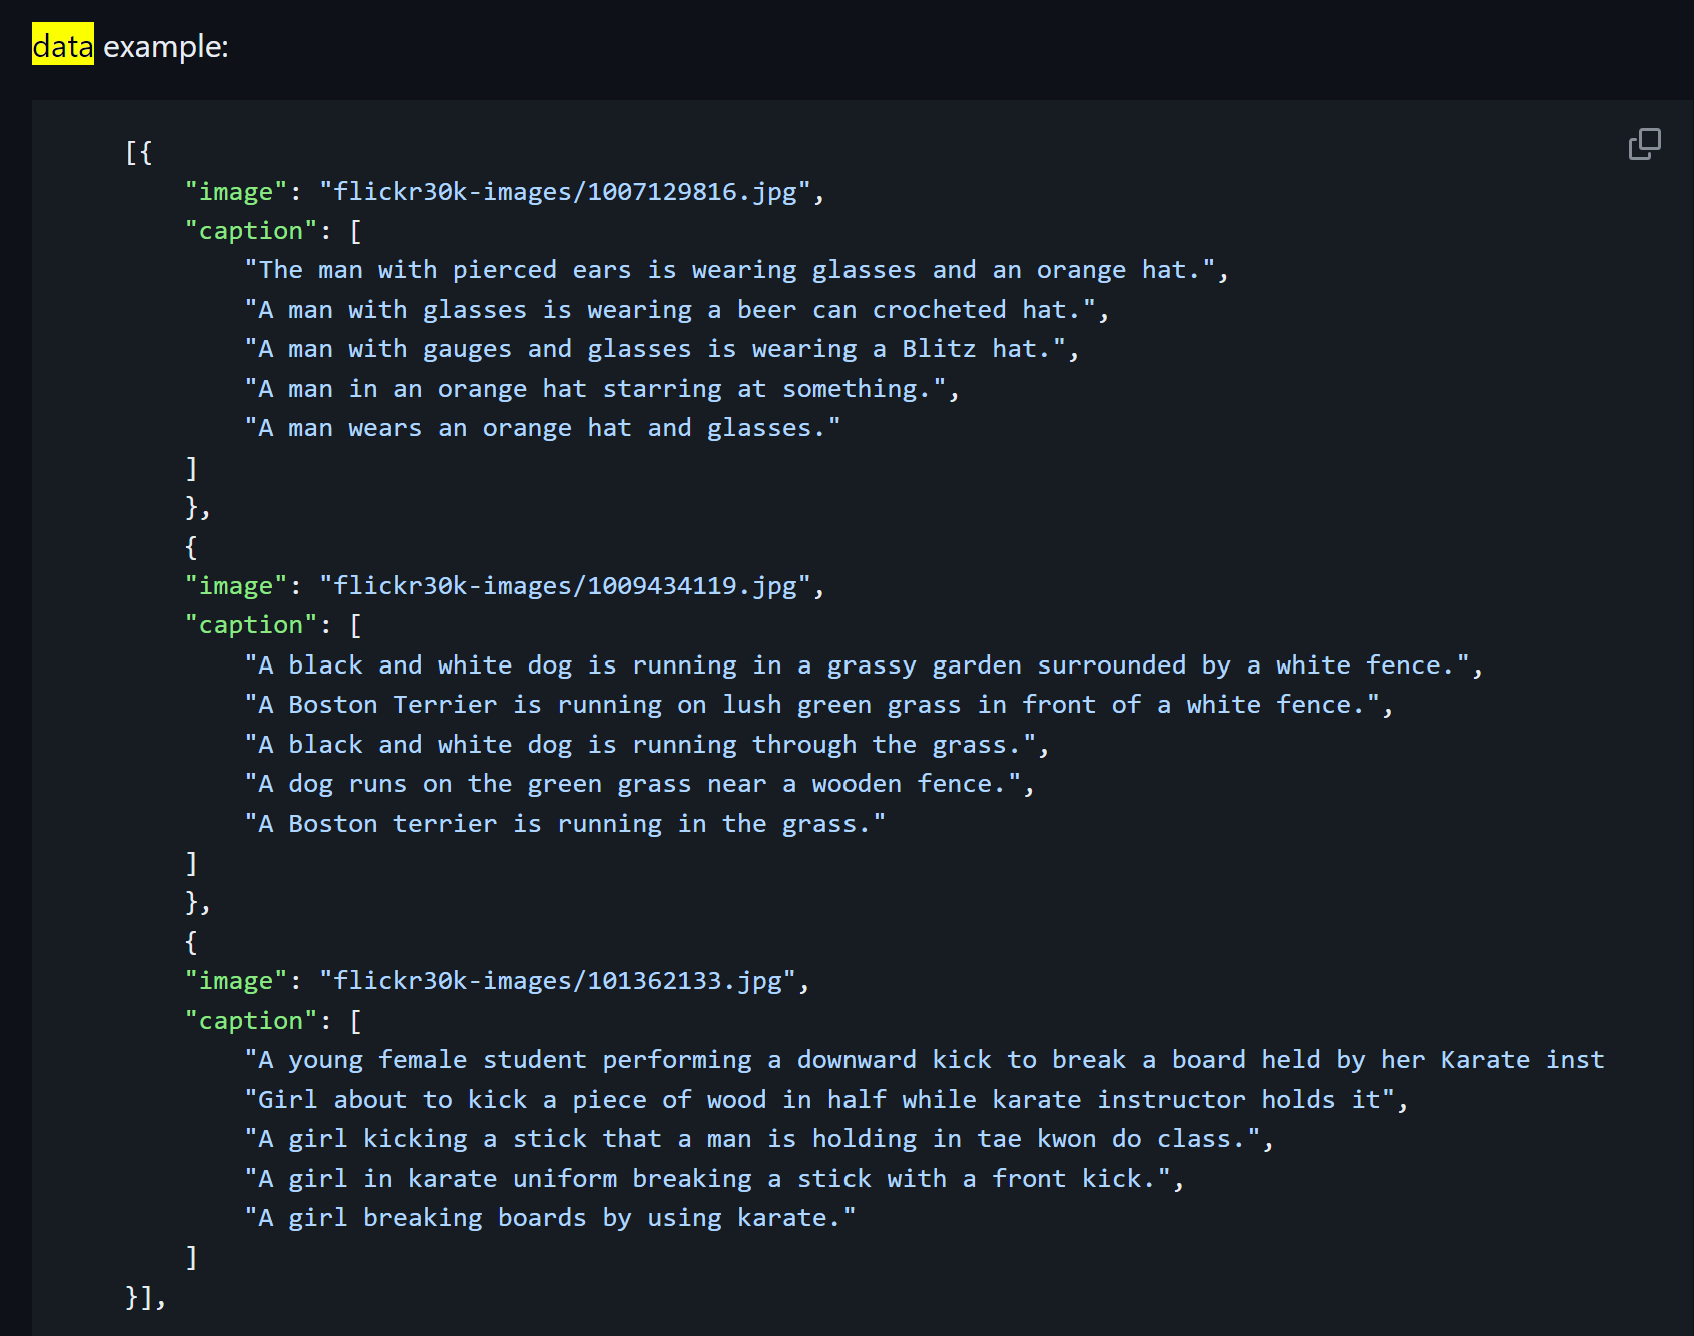 data example:
[{
"image": "flickr30k-images/1007129816.jpg",
"caption": [
"The man with pierced ears is wearing glasses and an orange hat.",
"A man with glasses is wearing a beer can crocheted hat.",
"A man with gauges and glasses is wearing a Blitz hat.",
"A man in an orange hat starring at something.",
"A man wears an orange hat and glasses."
]
},
{
"image": "flickr30k-images/1009434119.jpg",
"caption": [
"A black and white dog is running in a grassy garden surrounded by a white fence.",
"A Boston Terrier is running on lush green grass in front of a white fence.",
"A black and white dog is running through the grass.",
"A dog runs on the green grass near a wooden fence.",
"A Boston terrier is running in the grass."
]
},
{
"image": "flickr30k-images/101362133.jpg",
"caption": [
"A young female student performing a downward kick to break a board held by her Karate inst
"Girl about to kick a piece of wood in half while karate instructor holds it",
"A girl kicking a stick that a man is holding in tae kwon do class.",
"A girl in karate uniform breaking a stick with a front kick.",
"A girl breaking boards by using karate."
]
}],